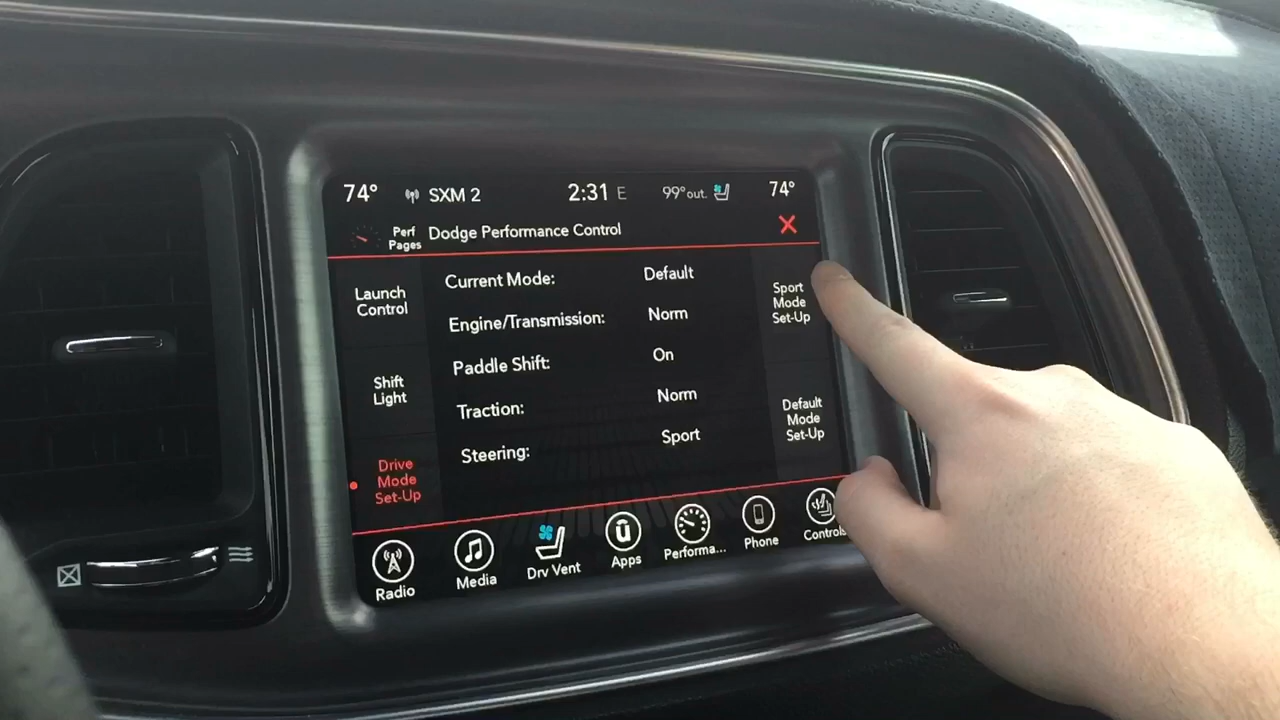 74° SXM 2 2:31 E 99° out. 74°
Perf
Pages
Dodge Performance Control
Launch
Control
Shift
Light
Drive
Mode
Set-Up
Current Mode: Default
Engine/Transmission: Norm
Paddle Shift: On
Traction: Norm
Steering: Sport
Sport
Mode
Set-Up
Default
Mode
Set-Up
Radio Media Drv Vent Apps Performa... Phone Controls